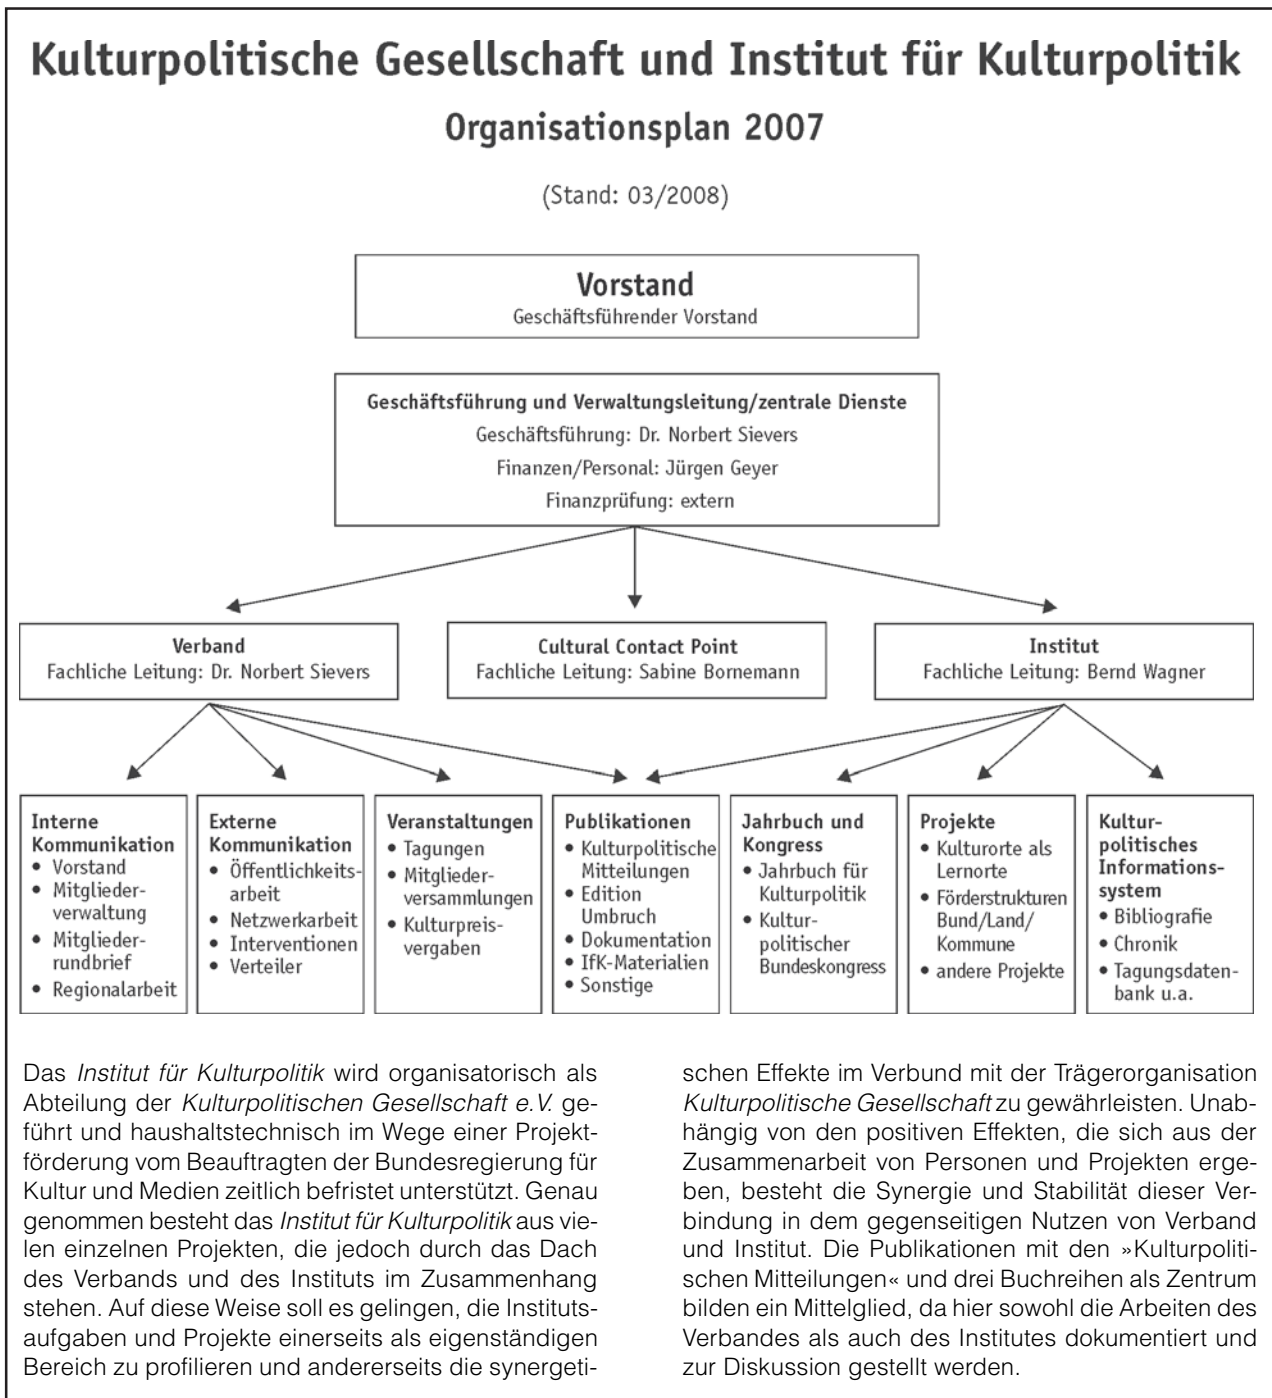 Kulturpolitische Gesellschaft und Institut für Kulturpolitik
Organisationsplan 2007
(Stand: 03/2008)
Vorstand
Geschäftsführender Vorstand
Geschäftsführung und Verwaltungsleitung/zentrale Dienste
Geschäftsführung: Dr. Norbert Sievers
Finanzen/Personal: Jürgen Geyer
Finanzprüfung: extern
Verband
Fachliche Leitung: Dr. Norbert Sievers
Cultural Contact Point
Fachliche Leitung: Sabine Bornemann
Institut
Fachliche Leitung: Bernd Wagner
Interne
Kommunikation
• Vorstand
• Mitglieder-
verwaltung
• Mitglieder-
rundbrief
• Regionalarbeit
Externe
Kommunikation
• Öffentlichkeits-
arbeit
• Netzwerkarbeit
• Interventionen
• Verteiler
Veranstaltungen
• Tagungen
• Mitglieder-
versammlungen
• Kulturpreis-
vergaben
Publikationen
• Kulturpolitische
Mitteilungen
• Edition
Umbruch
• Dokumentation
• IfK-Materialien
• Sonstige
Jahrbuch und
Kongress
• Jahrbuch für
Kulturpolitik
• Kultur-
politischer
Bundeskongress
Projekte
• Kulturorte als
Lernorte
• Förderstrukturen
Bund/Land/
Kommune
• andere Projekte
Kultur-
politisches
Informations-
system
• Bibliografie
• Chronik
• Tagungsdaten-
bank u.a.
Das Institut für Kulturpolitik wird organisatorisch als
Abteilung der Kulturpolitischen Gesellschaft e.V. ge-
führt und haushaltstechnisch im Wege einer Projekt-
förderung vom Beauftragten der Bundesregierung für
Kultur und Medien zeitlich befristet unterstützt. Genau
genommen besteht das Institut für Kulturpolitik aus vie-
len einzelnen Projekten, die jedoch durch das Dach
des Verbands und des Instituts im Zusammenhang
stehen. Auf diese Weise soll es gelingen, die Instituts-
aufgaben und Projekte einerseits als eigenständigen
Bereich zu profilieren und andererseits die synergeti-
schen Effekte im Verbund mit der Trägerorganisation
Kulturpolitische Gesellschaft zu gewährleisten. Unab-
hängig von den positiven Effekten, die sich aus der
Zusammenarbeit von Personen und Projekten erge-
ben, besteht die Synergie und Stabilität dieser Ver-
bindung in dem gegenseitigen Nutzen von Verband
und Institut. Die Publikationen mit den »Kulturpoliti-
schen Mitteilungen« und drei Buchreihen als Zentrum
bilden ein Mittelglied, da hier sowohl die Arbeiten des
Verbandes als auch des Institutes dokumentiert und
zur Diskussion gestellt werden.